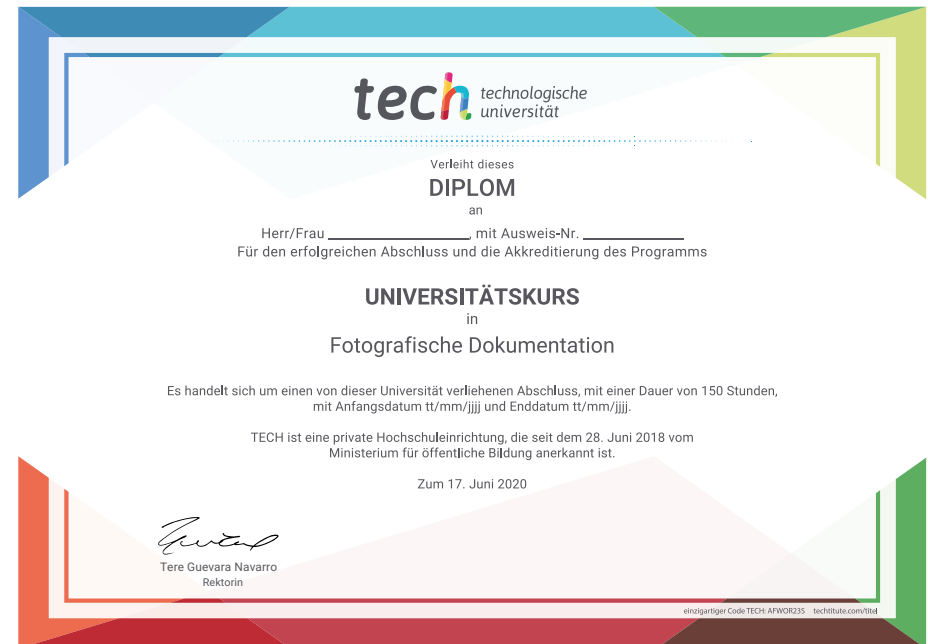 tech technologische
universität
Verleiht dieses
DIPLOM
an
Herr/Frau ____________________, mit Ausweis-Nr. ______________
Für den erfolgreichen Abschluss und die Akkreditierung des Programms
UNIVERSITÄTSKURS
in
Fotografische Dokumentation
Es handelt sich um einen von dieser Universität verliehenen Abschluss, mit einer Dauer von 150 Stunden,
mit Anfangsdatum tt/mm/jjjj und Enddatum tt/mm/jjjj.
TECH ist eine private Hochschuleinrichtung, die seit dem 28. Juni 2018 vom
Ministerium für öffentliche Bildung anerkannt ist.
Zum 17. Juni 2020
Tere Guevara Navarro
Rektorin
einzigartiger Code TECH: AFWOR23S techtitute.com/titel